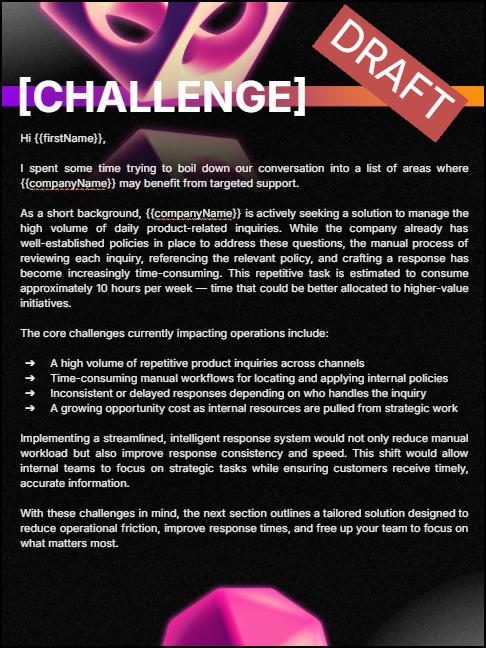 DRAFT
[CHALLENGE]
Hi {{firstName}},
I spent some time trying to boil down our conversation into a list of areas where
{{companyName}} may benefit from targeted support.
As a short background, {{companyName}} is actively seeking a solution to manage the
high volume of daily product-related inquiries. While the company already has
well-established policies in place to address these questions, the manual process of
reviewing each inquiry, referencing the relevant policy, and crafting a response has
become increasingly time-consuming. This repetitive task is estimated to consume
approximately 10 hours per week — time that could be better allocated to higher-value
initiatives.
The core challenges currently impacting operations include:
➔ A high volume of repetitive product inquiries across channels
➔ Time-consuming manual workflows for locating and applying internal policies
➔ Inconsistent or delayed responses depending on who handles the inquiry
➔ A growing opportunity cost as internal resources are pulled from strategic work
Implementing a streamlined, intelligent response system would not only reduce manual
workload but also improve response consistency and speed. This shift would allow
internal teams to focus on strategic tasks while ensuring customers receive timely,
accurate information.
With these challenges in mind, the next section outlines a tailored solution designed to
reduce operational friction, improve response times, and free up your team to focus on
what matters most.